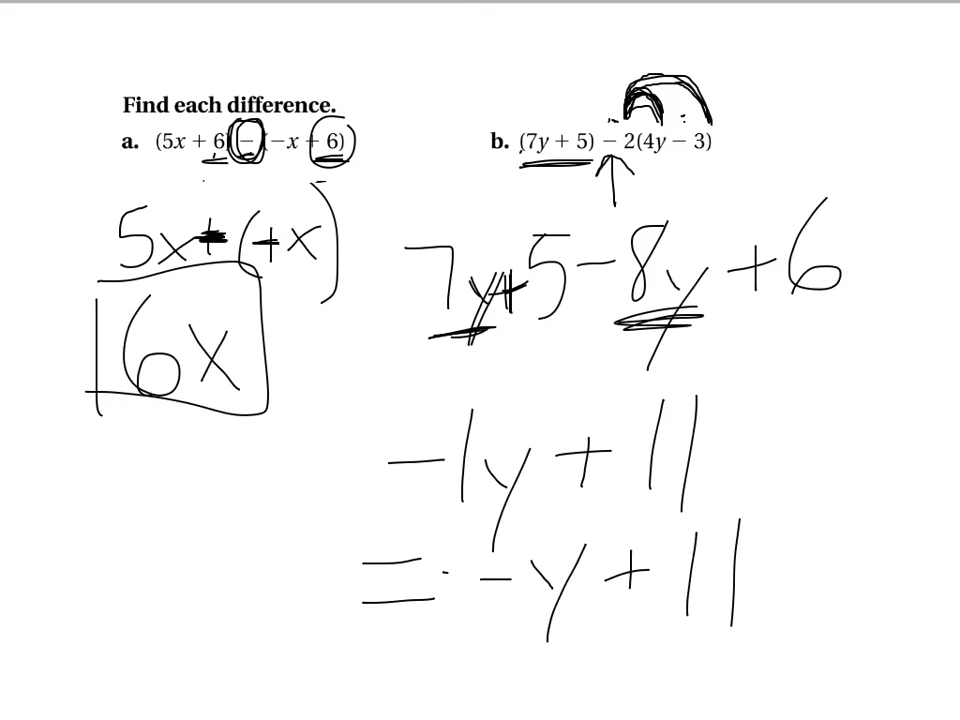 Find each difference.
a. (5x + 6) − (−x + 6)
b. (7y + 5) − 2(4y − 3)
5x + (+x)
6x
7y + 5 − 8y + 6
−1y + 11
= −y + 11